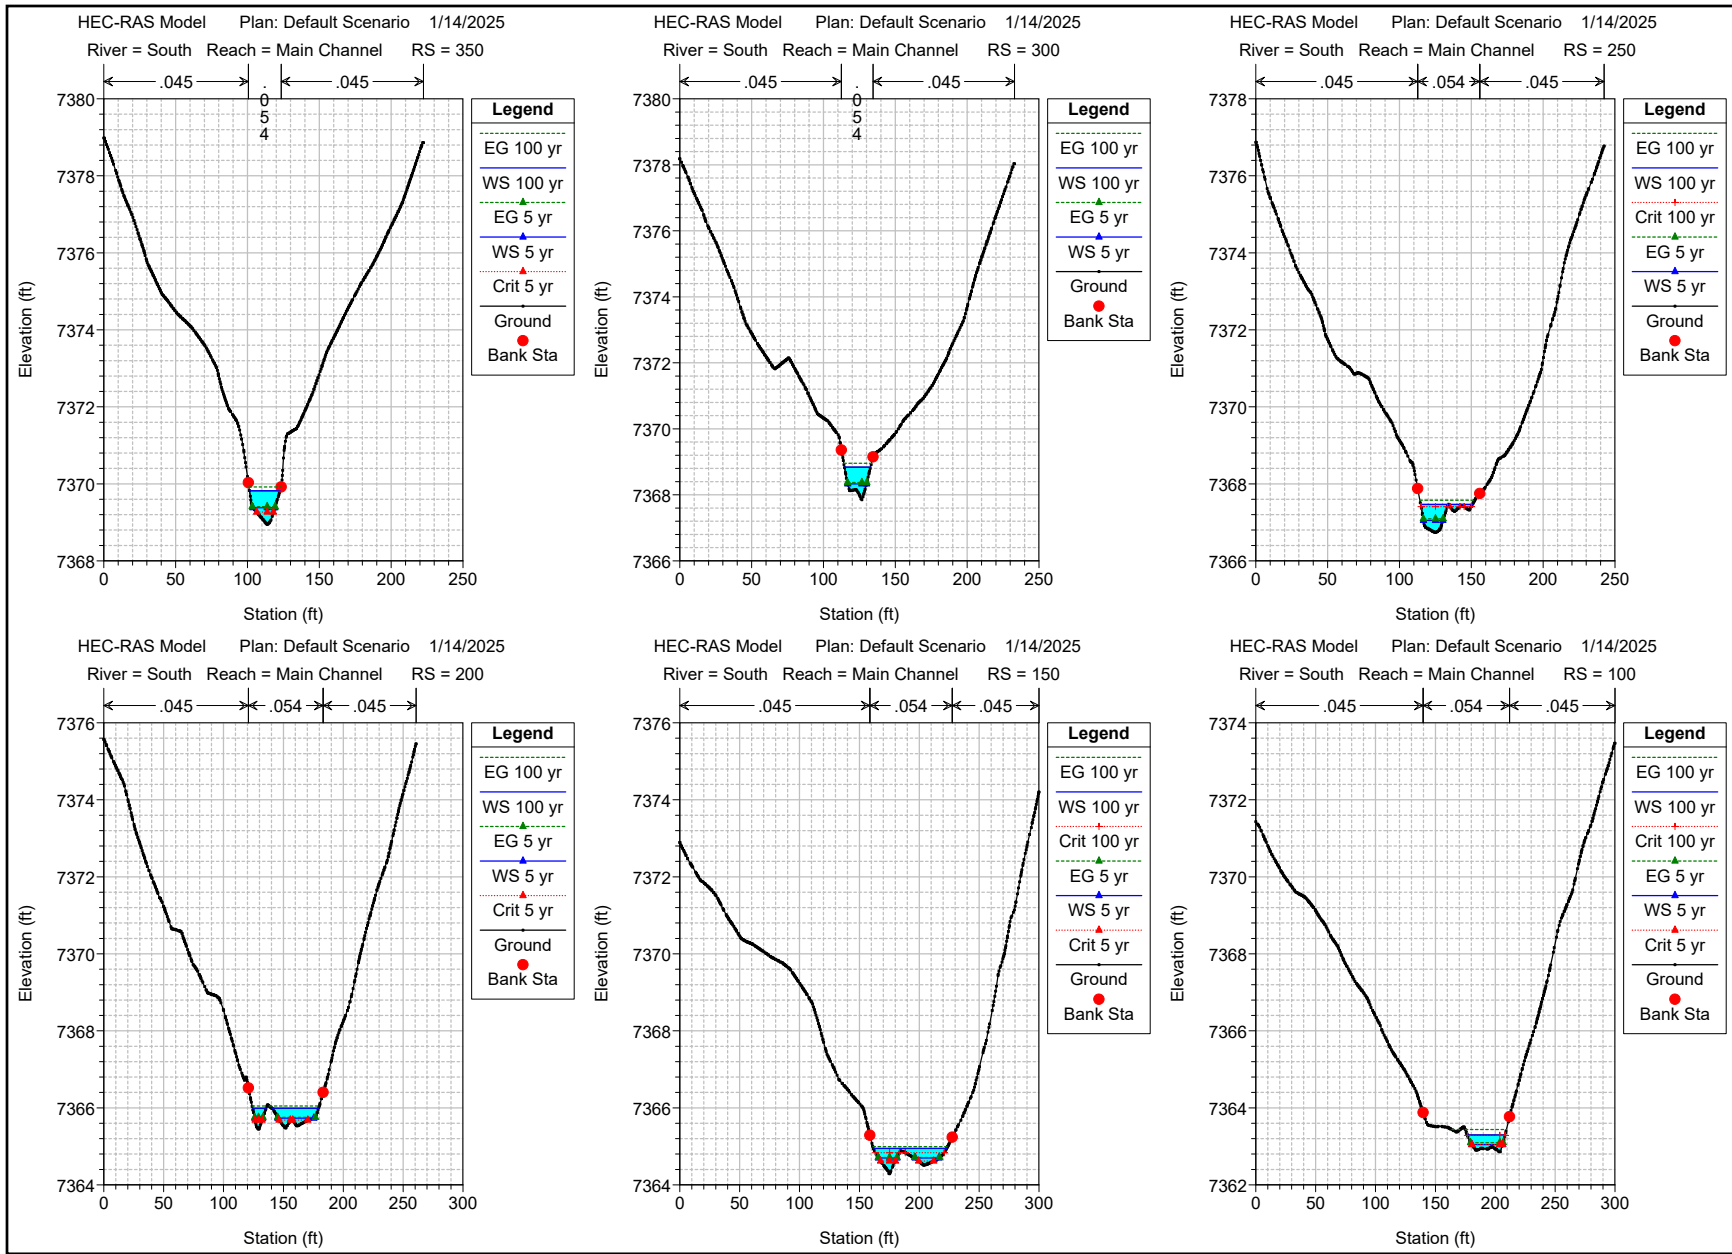 HEC-RAS Model Plan: Default Scenario 1/14/2025
River = South Reach = Main Channel RS = 350
.045
.054
.045
7380
7378
7376
7374
7372
7370
7368
Elevation (ft)
0 50 100 150 200 250
Station (ft)
Legend
EG 100 yr
WS 100 yr
EG 5 yr
WS 5 yr
Crit 5 yr
Ground
Bank Sta
HEC-RAS Model Plan: Default Scenario 1/14/2025
River = South Reach = Main Channel RS = 300
.045
.054
.045
7380
7378
7376
7374
7372
7370
7368
7366
Elevation (ft)
0 50 100 150 200 250
Station (ft)
Legend
EG 100 yr
WS 100 yr
EG 5 yr
WS 5 yr
Ground
Bank Sta
HEC-RAS Model Plan: Default Scenario 1/14/2025
River = South Reach = Main Channel RS = 250
.045 .054 .045
7378
7376
7374
7372
7370
7368
7366
Elevation (ft)
0 50 100 150 200 250
Station (ft)
Legend
EG 100 yr
WS 100 yr
Crit 100 yr
EG 5 yr
WS 5 yr
Ground
Bank Sta
HEC-RAS Model Plan: Default Scenario 1/14/2025
River = South Reach = Main Channel RS = 200
.045 .054 .045
7376
7374
7372
7370
7368
7366
7364
Elevation (ft)
0 50 100 150 200 250 300
Station (ft)
Legend
EG 100 yr
WS 100 yr
EG 5 yr
WS 5 yr
Crit 5 yr
Ground
Bank Sta
HEC-RAS Model Plan: Default Scenario 1/14/2025
River = South Reach = Main Channel RS = 150
.045 .054 .045
7376
7374
7372
7370
7368
7366
7364
Elevation (ft)
0 50 100 150 200 250 300
Station (ft)
Legend
EG 100 yr
WS 100 yr
Crit 100 yr
EG 5 yr
WS 5 yr
Crit 5 yr
Ground
Bank Sta
HEC-RAS Model Plan: Default Scenario 1/14/2025
River = South Reach = Main Channel RS = 100
.045 .054 .045
7374
7372
7370
7368
7366
7364
7362
Elevation (ft)
0 50 100 150 200 250 300
Station (ft)
Legend
EG 100 yr
WS 100 yr
Crit 100 yr
EG 5 yr
WS 5 yr
Crit 5 yr
Ground
Bank Sta